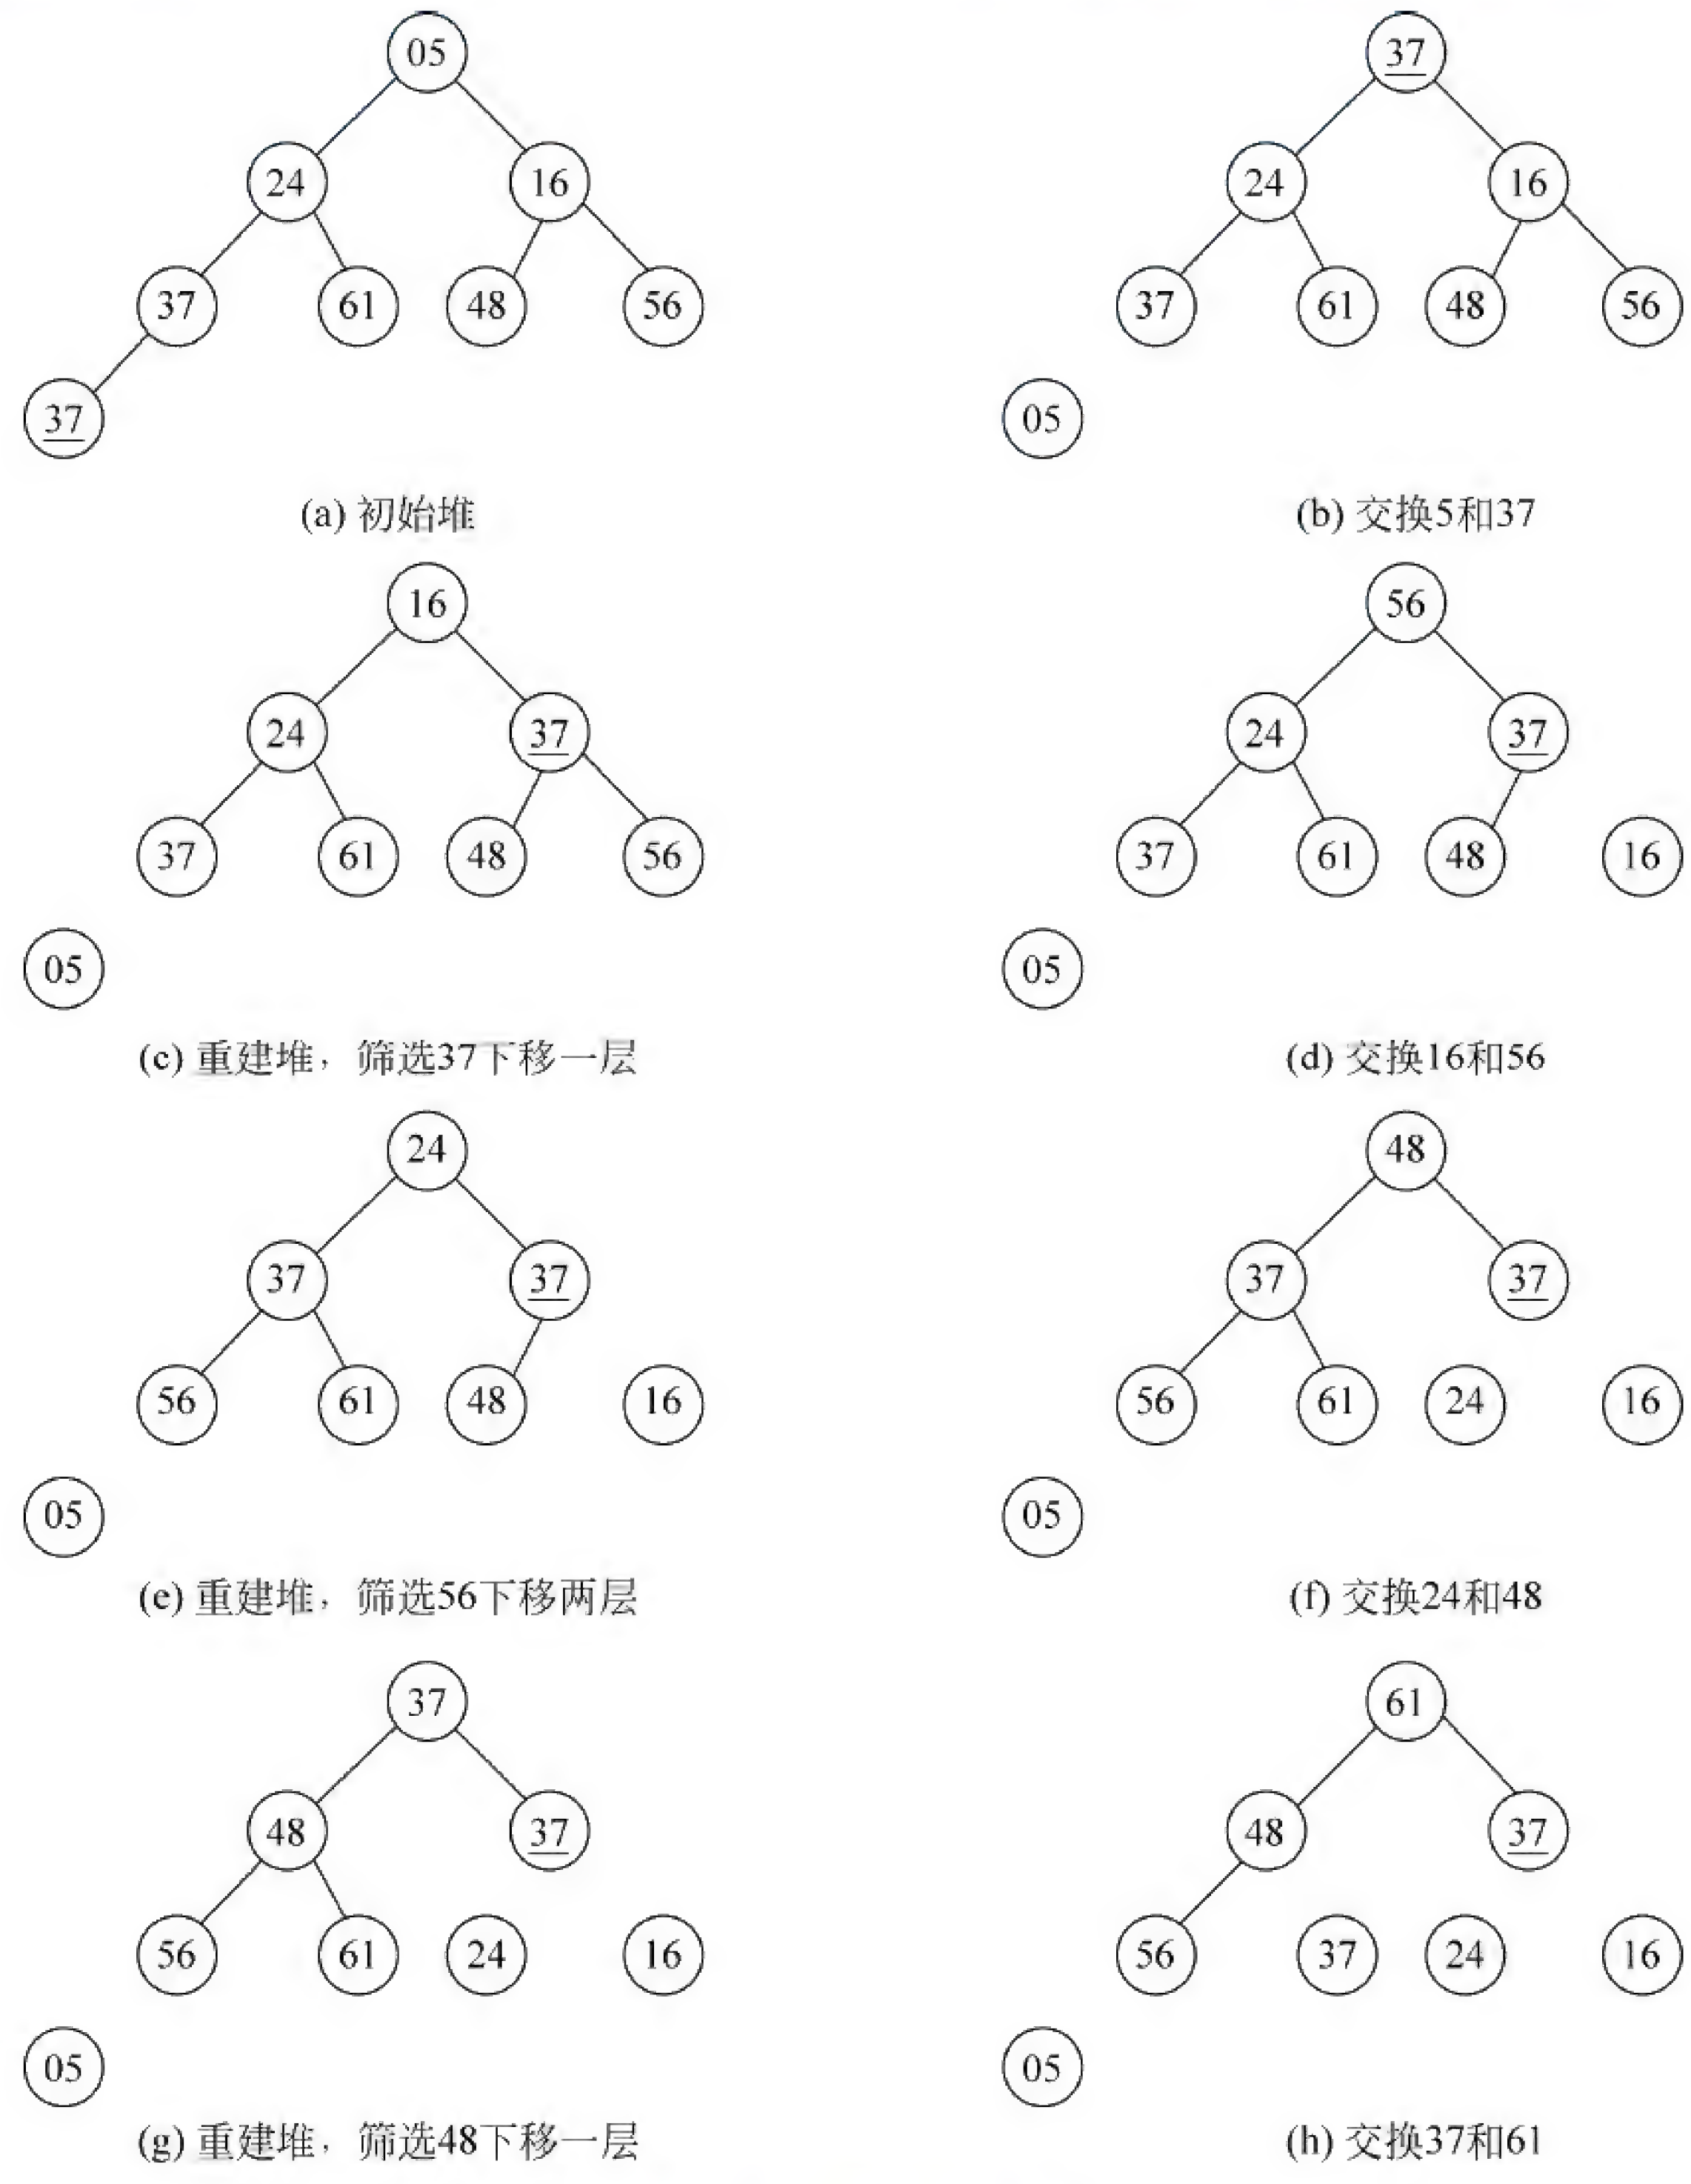 05 37
24 16 24 16
37 61 48 56 37 61 48 56
37 05
(a) 初始堆 (b) 交换5和37
16 56
24 37 24 37
37 61 48 56 37 61 48 16
05 05
(c) 重建堆，筛选37下移一层 (d) 交换16和56
24 48
37 37 37 37
56 61 48 16 56 61 24 16
05 05
(e) 重建堆，筛选56下移两层 (f) 交换24和48
37 61
48 37 48 37
56 61 24 16 56 37 24 16
05 05
(g) 重建堆，筛选48下移一层 (h) 交换37和61